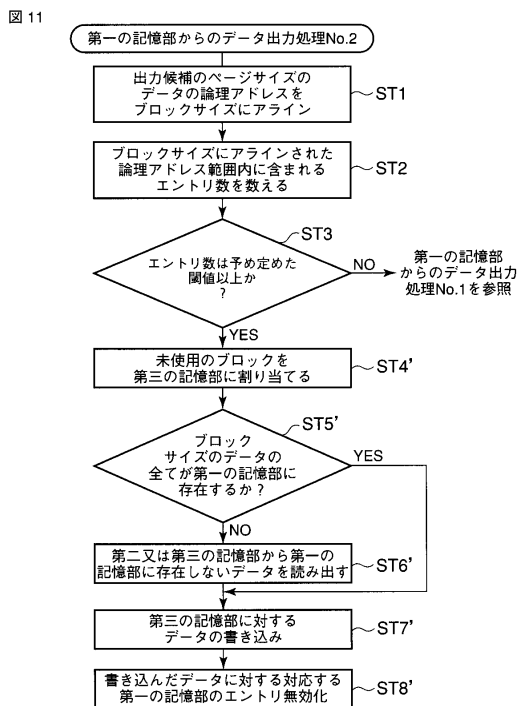 図 11
第一の記憶部からのデータ出力処理No.2
出力候補のページサイズの
データの論理アドレスを
ブロックサイズにアライン
ST1
ブロックサイズにアラインされた
論理アドレス範囲内に含まれる
エントリ数を数える
ST2
ST3
エントリ数は予め定めた
閾値以上か
?
NO
第一の記憶部
からのデータ出力
処理No.1を参照
YES
未使用のブロックを
第三の記憶部に割り当てる
ST4'
ST5'
ブロック
サイズのデータの
全てが第一の記憶部に
存在するか?
YES
NO
第二又は第三の記憶部から第一の
記憶部に存在しないデータを読み出す
ST6'
第三の記憶部に対する
データの書き込み
ST7'
書き込んだデータに対する対応する
第一の記憶部のエントリ無効化
ST8'